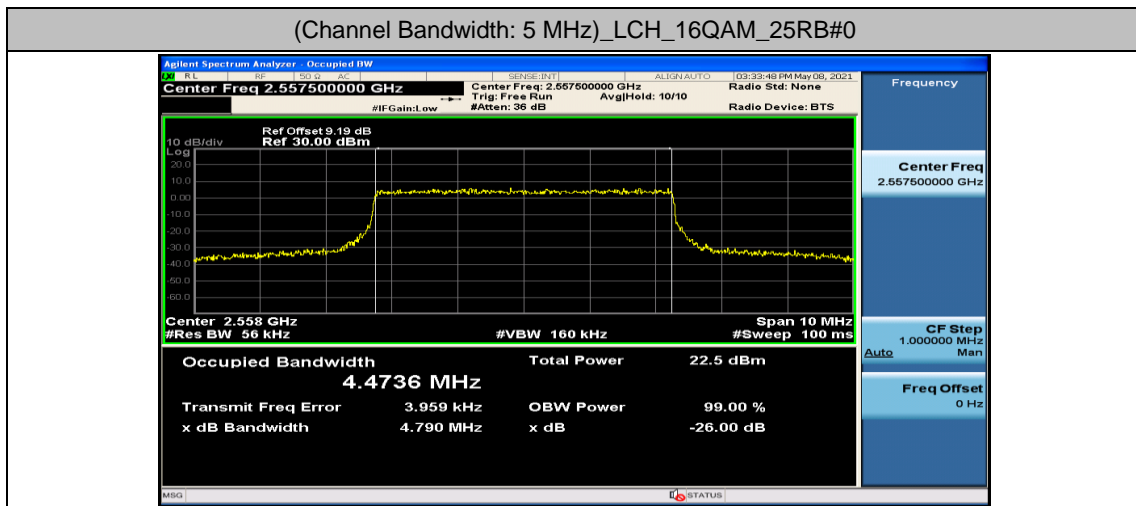 (Channel Bandwidth: 5 MHz)_LCH_16QAM_25RB#0
Agilent Spectrum Analyzer - Occupied BW
LXI RL RF 50 Ω AC SENSE:INT ALIGN AUTO 03:33:48 PM May 08, 2021
Center Freq 2.557500000 GHz
Center Freq: 2.557500000 GHz
Radio Std: None
Trig: Free Run Avg|Hold: 10/10
#IFGain:Low #Atten: 36 dB Radio Device: BTS
Frequency
Ref Offset 9.19 dB
10 dB/div Ref 30.00 dBm
Log
20.0
10.0
0.00
-10.0
-20.0
-30.0
-40.0
-50.0
-60.0
Center 2.558 GHz Span 10 MHz
#Res BW 56 kHz #VBW 160 kHz #Sweep 100 ms
Occupied Bandwidth Total Power 22.5 dBm
4.4736 MHz
Transmit Freq Error 3.959 kHz OBW Power 99.00 %
x dB Bandwidth 4.790 MHz x dB -26.00 dB
Center Freq
2.557500000 GHz
CF Step
1.000000 MHz
Auto Man
Freq Offset
0 Hz
MSG STATUS